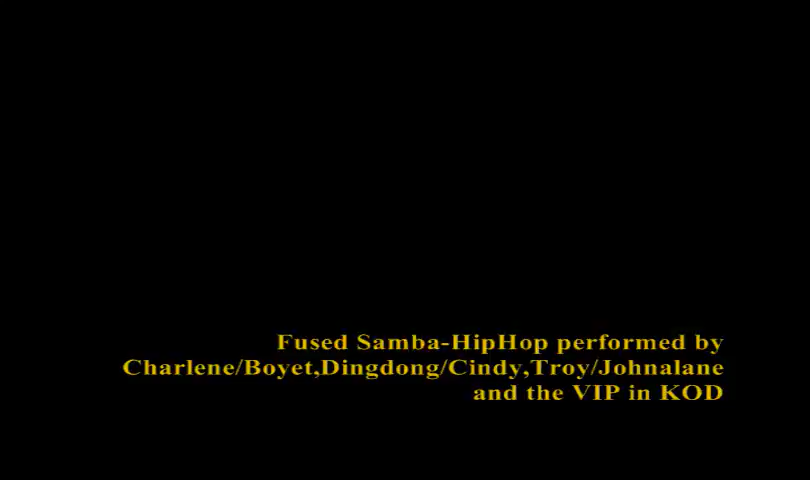 Fused Samba-HipHop performed by
Charlene/Boyet,Dingdong/Cindy,Troy/Johnalane
and the VIP in KOD